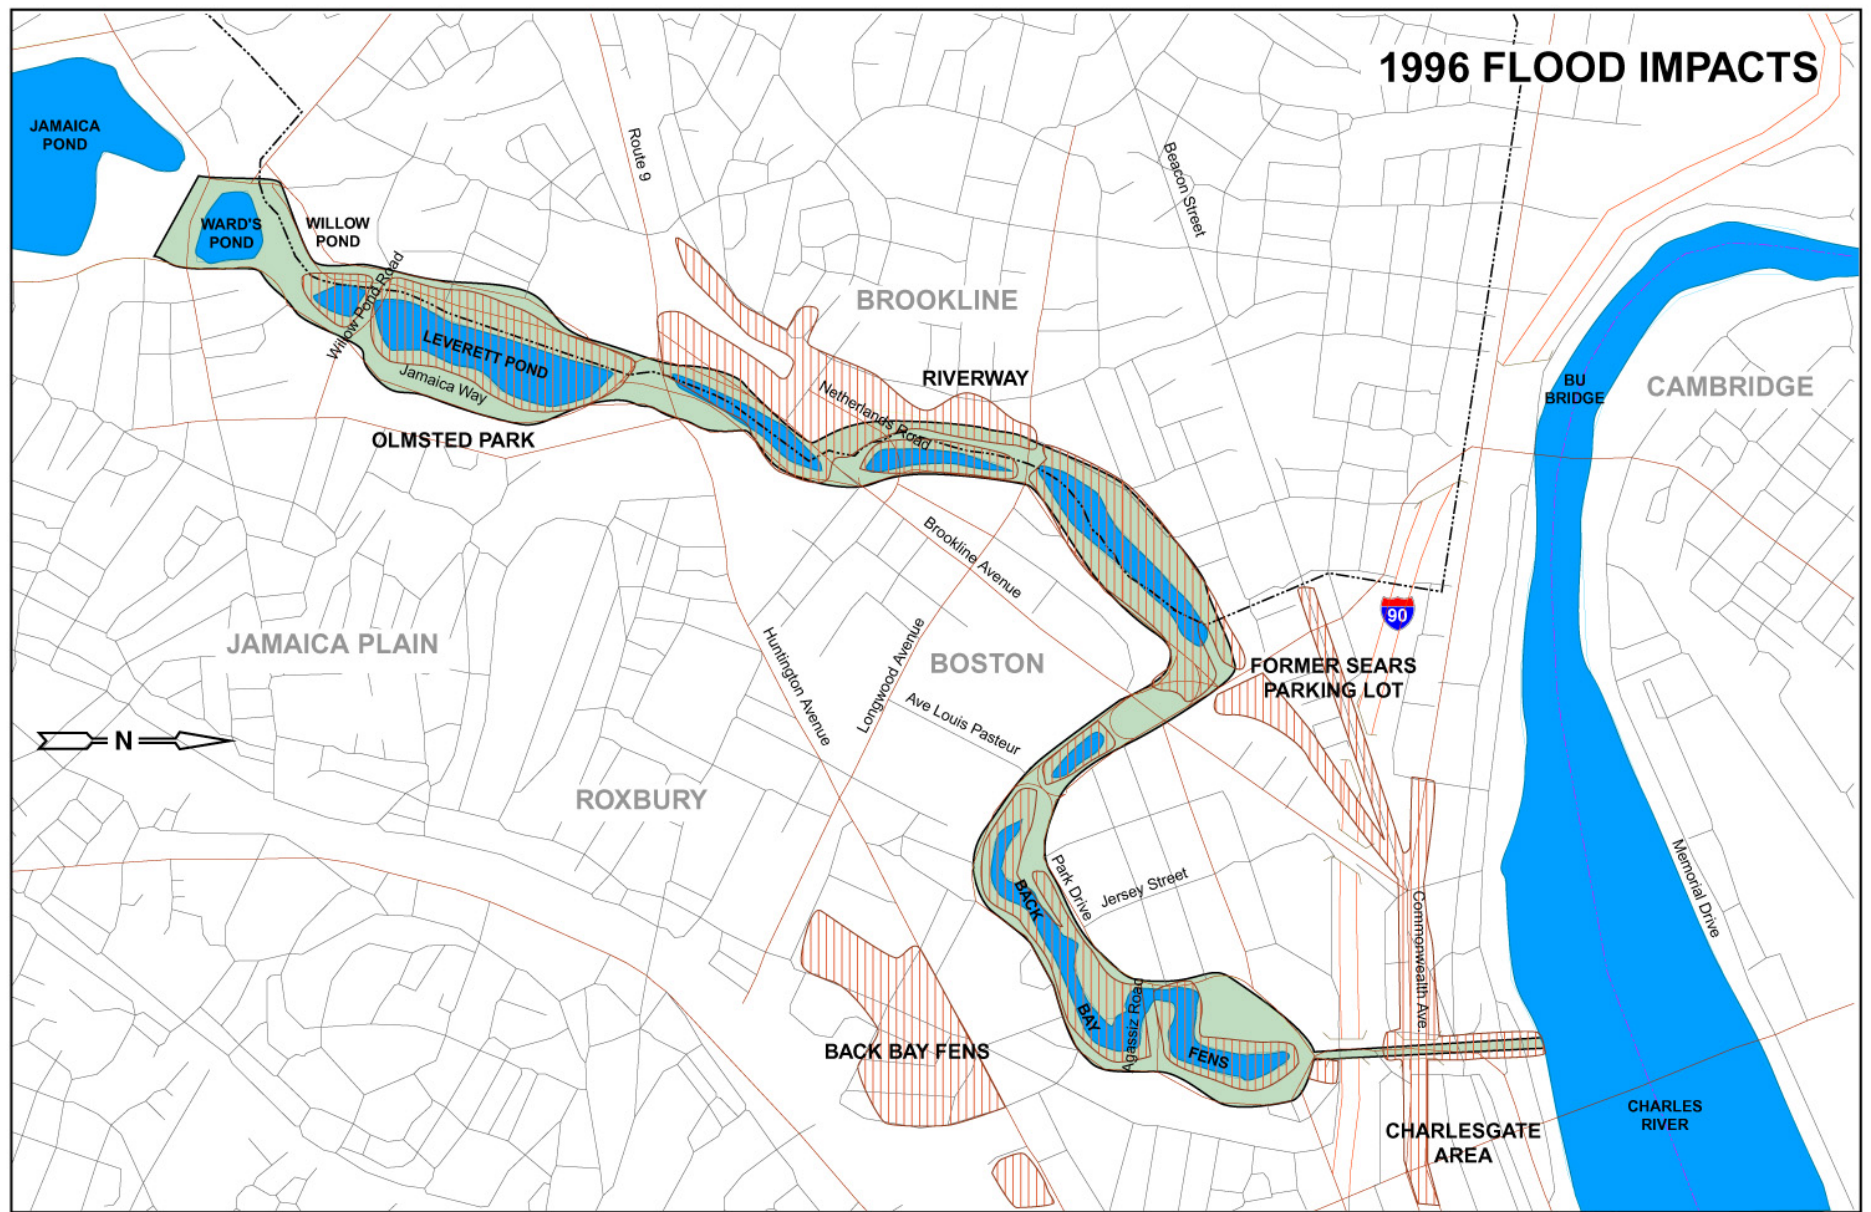 1996 FLOOD IMPACTS
JAMAICA
POND
Route 9
Beacon Street
WARD'S
POND
WILLOW
POND
Willow Pond Road
BROOKLINE
LEVERETT POND
Jamaica Way
RIVERWAY
Netherlands Road
BU
BRIDGE
CAMBRIDGE
OLMSTED PARK
Brookline Avenue
90
JAMAICA PLAIN
Huntington Avenue
Longwood Avenue
BOSTON
FORMER SEARS
PARKING LOT
Ave Louis Pasteur
N
ROXBURY
Park Drive
Jersey Street
Memorial Drive
Commonwealth Ave.
BACK
BAY
FENS
Agassiz Road
BACK BAY FENS
CHARLESGATE
AREA
CHARLES
RIVER